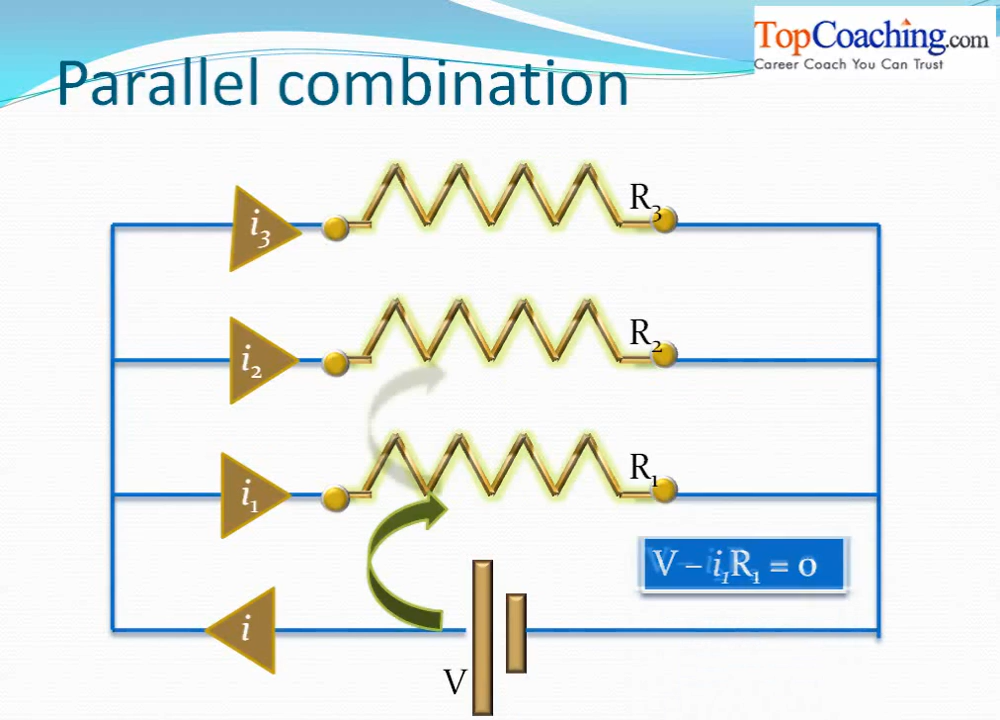 TopCoaching.com
Career Coach You Can Trust
Parallel combination
R₃
i₃
R₂
i₂
R₁
i₁
V – i₁R₁ = 0
i
V